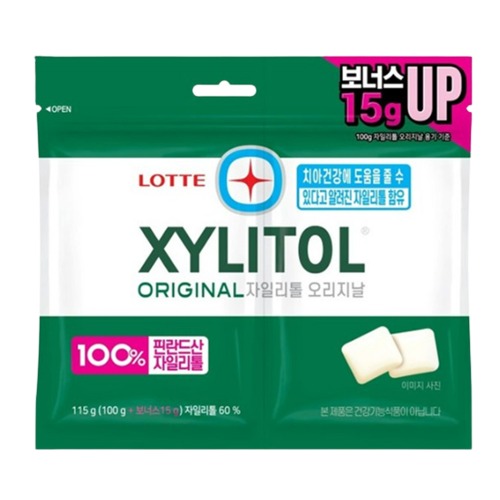 ◀OPEN
보너스
15g UP
100g 자일리톨 오리지날 용기 기준
LOTTE
치아건강에 도움을 줄 수
있다고 알려진 자일리톨 함유
XYLITOL®
ORIGINAL 자일리톨 오리지날
100% 핀란드산
자일리톨
이미지 사진
115 g (100 g + 보너스 15 g) 자일리톨 60 %
본 제품은 건강기능식품이 아닙니다